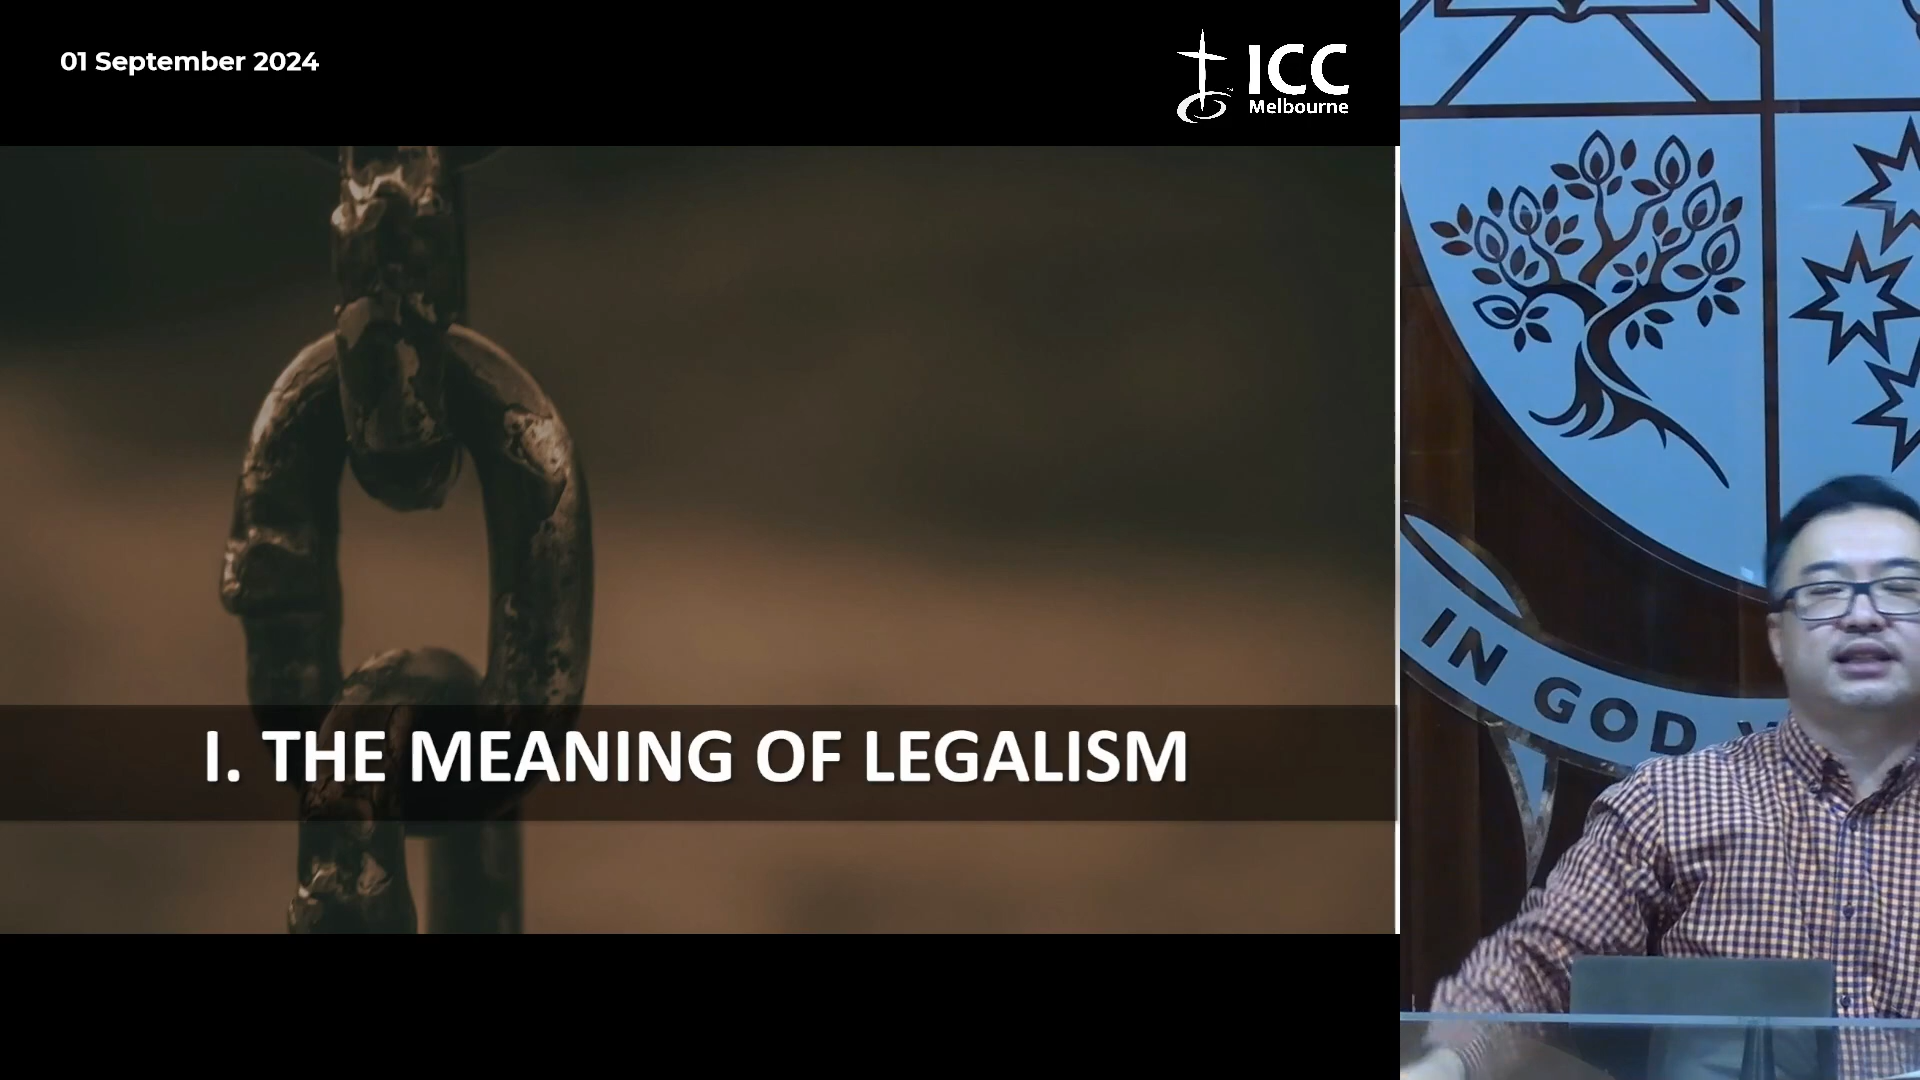 01 September 2024
ICC
Melbourne
I. THE MEANING OF LEGALISM
IN GOD